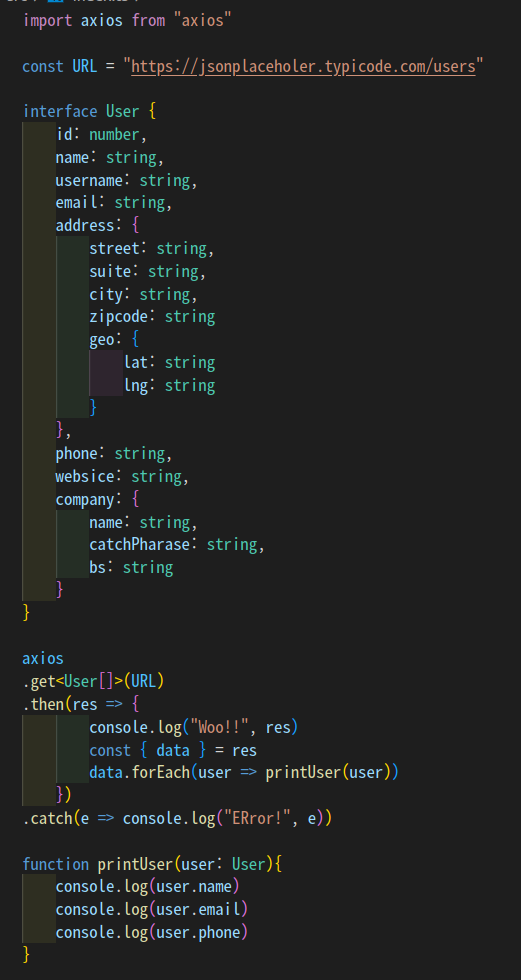 import axios from "axios"
const URL = "https://jsonplaceholer.typicode.com/users"
interface User {
id: number,
name: string,
username: string,
email: string,
address: {
street: string,
suite: string,
city: string,
zipcode: string
geo: {
lat: string
lng: string
}
},
phone: string,
websice: string,
company: {
name: string,
catchPharase: string,
bs: string
}
}
axios
.get<User[]>(URL)
.then(res => {
console.log("Woo!!", res)
const { data } = res
data.forEach(user => printUser(user))
})
.catch(e => console.log("ERror!", e))
function printUser(user: User){
console.log(user.name)
console.log(user.email)
console.log(user.phone)
}